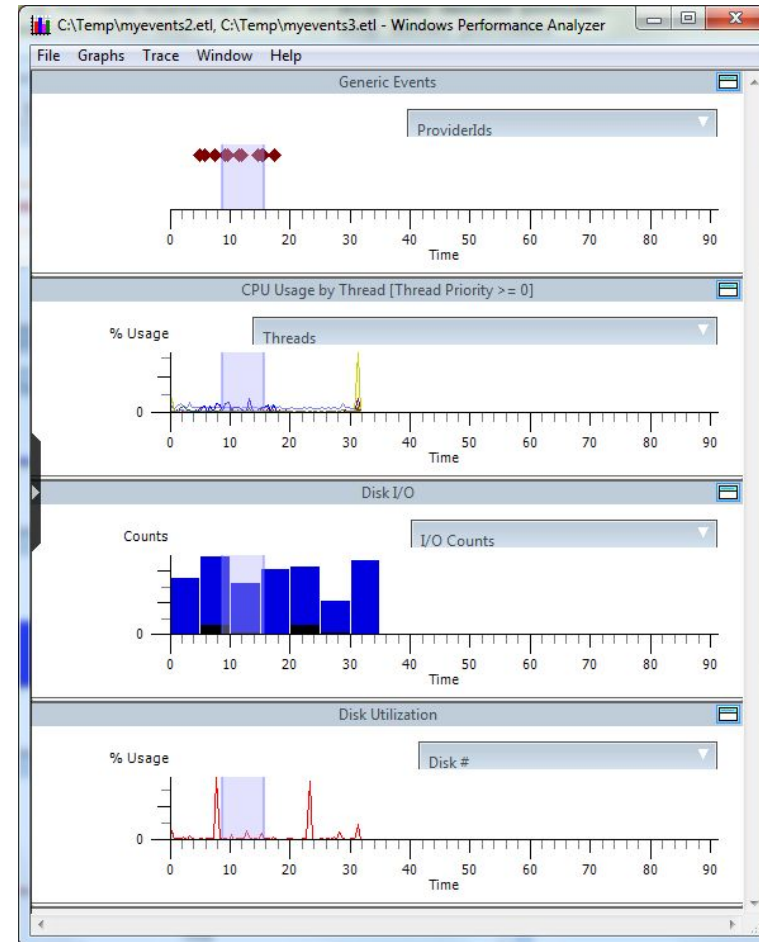 C:\Temp\myevents2.etl, C:\Temp\myevents3.etl - Windows Performance Analyzer
File Graphs Trace Window Help
Generic Events
ProviderIds
0 10 20 30 40 50 60 70 80 90
Time
CPU Usage by Thread [Thread Priority >= 0]
% Usage
Threads
0
0 10 20 30 40 50 60 70 80 90
Time
Disk I/O
Counts
I/O Counts
0
0 10 20 30 40 50 60 70 80 90
Time
Disk Utilization
% Usage
Disk #
0
0 10 20 30 40 50 60 70 80 90
Time